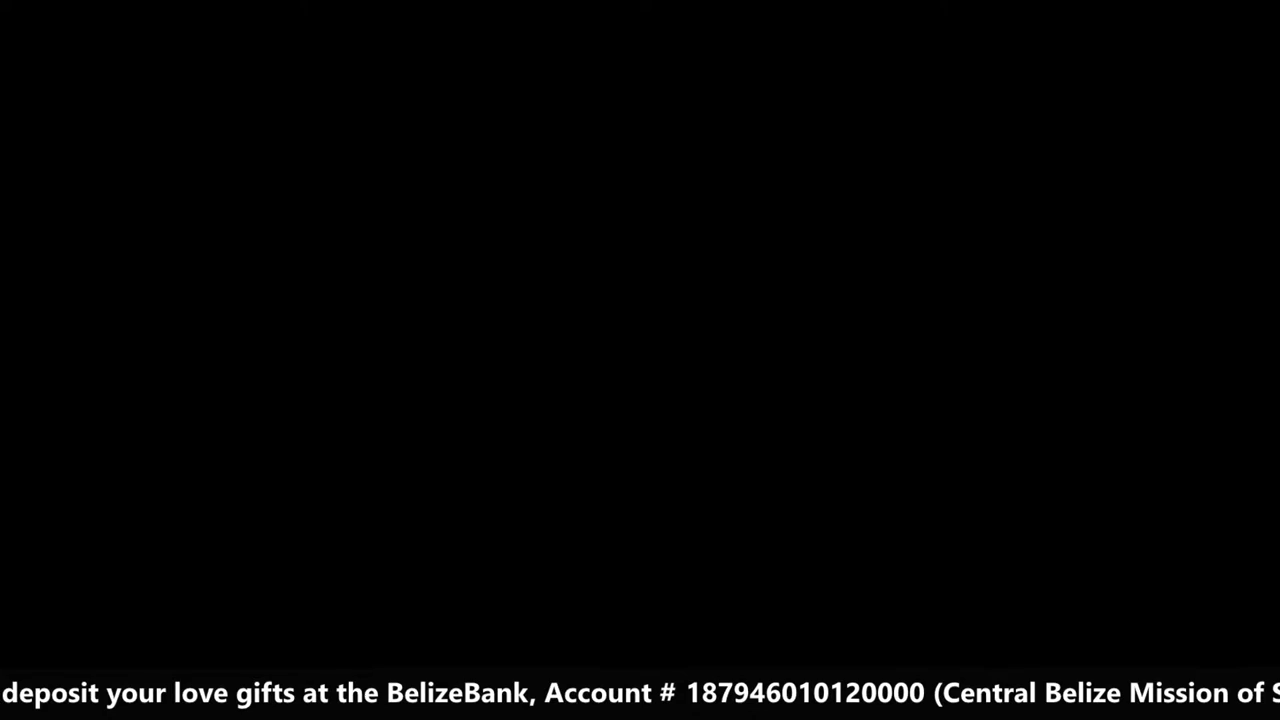 deposit your love gifts at the BelizeBank, Account # 187946010120000 (Central Belize Mission of S